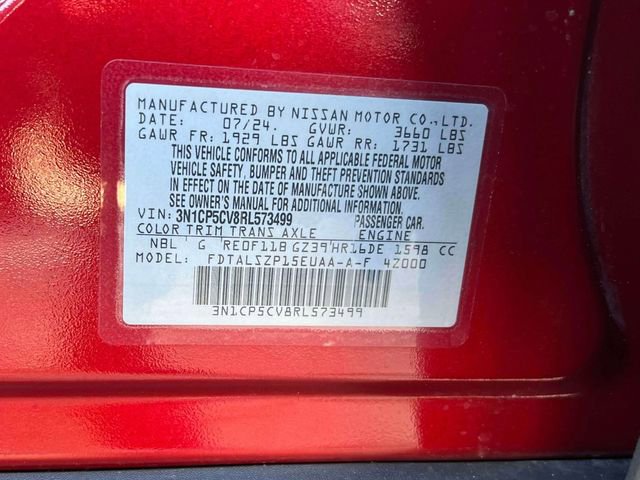 MANUFACTURED BY NISSAN MOTOR CO.,LTD.
DATE: 07/24. GVWR: 3660 LBS
GAWR FR: 1929 LBS GAWR RR: 1731 LBS
THIS VEHICLE CONFORMS TO ALL APPLICABLE FEDERAL MOTOR
VEHICLE SAFETY, BUMPER AND THEFT PREVENTION STANDARDS
IN EFFECT ON THE DATE OF MANUFACTURE SHOWN ABOVE.
SEE OWNER'S MANUAL FOR ADDITIONAL INFORMATION.
VIN: 3N1CP5CV8RL573499 PASSENGER CAR.
COLOR TRIM TRANS AXLE ENGINE
NBL G RE0F11B GZ39 HR16DE 1598 CC
MODEL: FDTALSZP15EUAA-A-F 42000
3N1CP5CV8RL573499